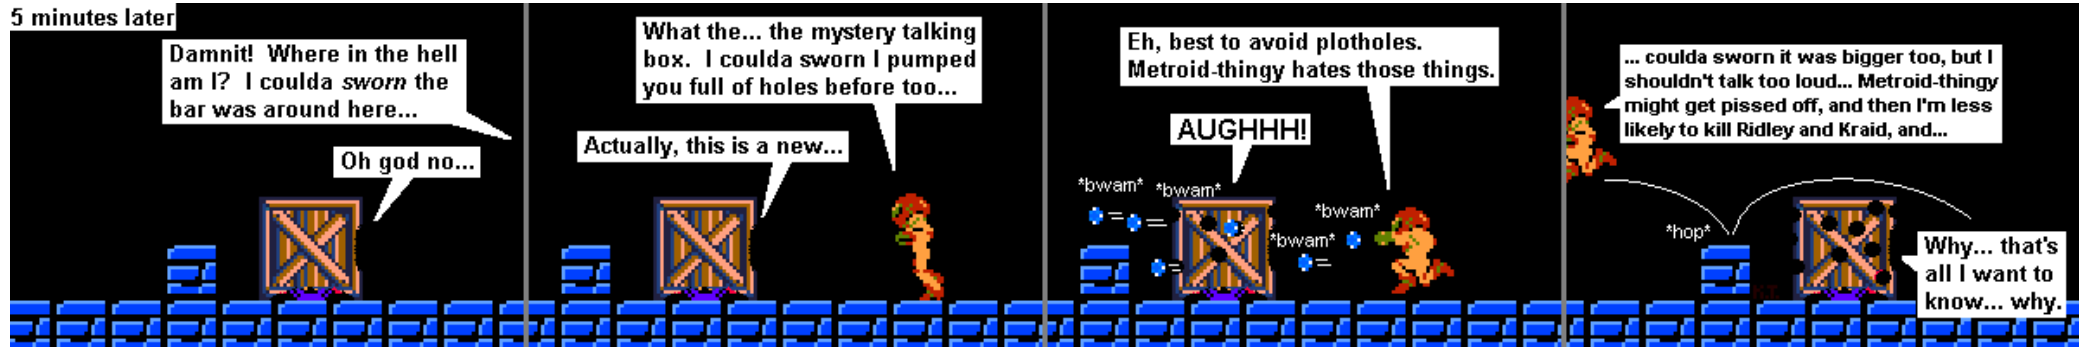 5 minutes later
Damnit!  Where in the hell
am I?  I coulda sworn the
bar was around here...
Oh god no...
What the... the mystery talking
box.  I coulda sworn I pumped
you full of holes before too...
Actually, this is a new...
Eh, best to avoid plotholes.
Metroid-thingy hates those things.
AUGHHH!
*bwam*
*bwam*
*bwam*
*bwam*
... coulda sworn it was bigger too, but I
shouldn't talk too loud... Metroid-thingy
might get pissed off, and then I'm less
likely to kill Ridley and Kraid, and...
*hop*
Why... that's
all I want to
know... why.